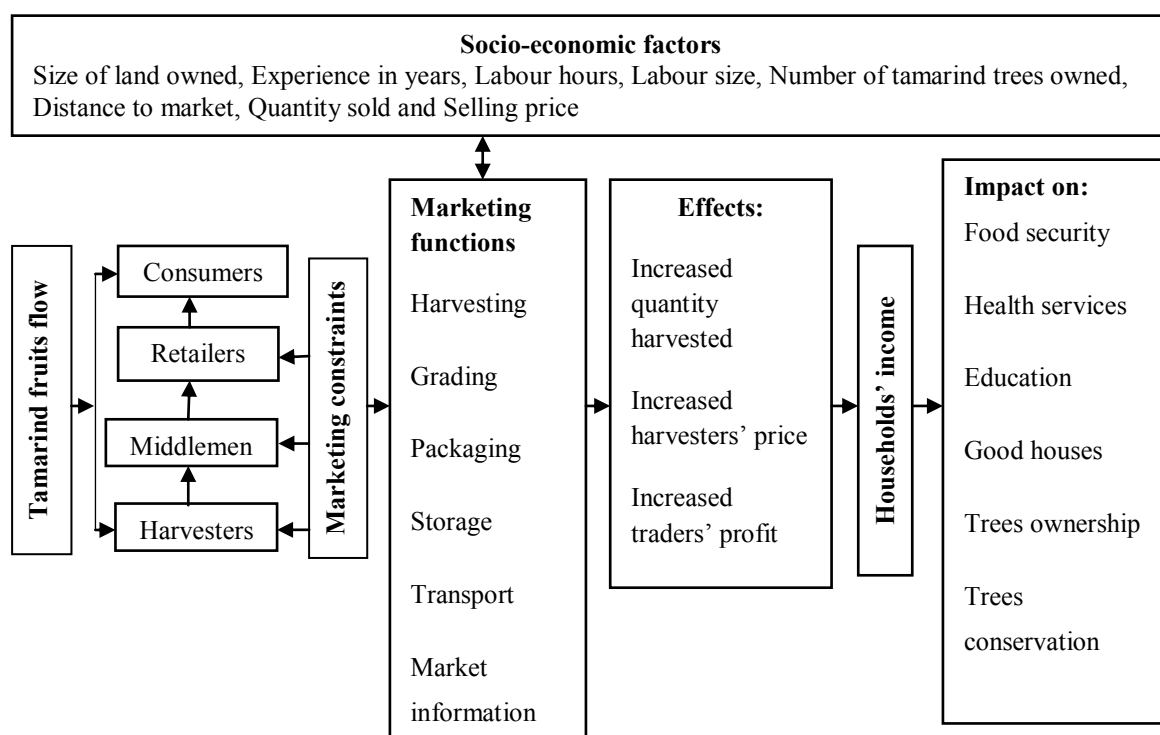 Socio-economic factors
Size of land owned, Experience in years, Labour hours, Labour size, Number of tamarind trees owned,
Distance to market, Quantity sold and Selling price
Tamarind fruits flow
Consumers
Retailers
Middlemen
Harvesters
Marketing constraints
Marketing
functions
Harvesting
Grading
Packaging
Storage
Transport
Market
information
Effects:
Increased
quantity
harvested
Increased
harvesters’ price
Increased
traders’ profit
Households’ income
Impact on:
Food security
Health services
Education
Good houses
Trees ownership
Trees
conservation